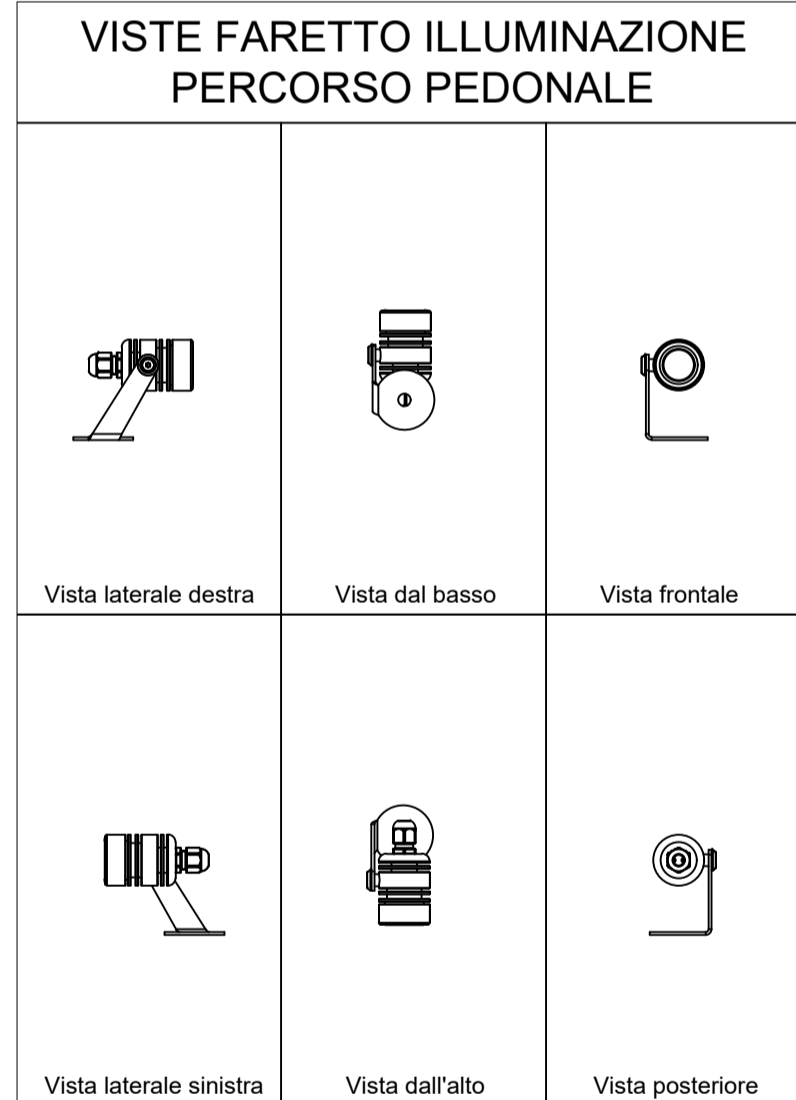 VISTE FARETTO ILLUMINAZIONE
PERCORSO PEDONALE
Vista laterale destra
Vista dal basso
Vista frontale
Vista laterale sinistra
Vista dall'alto
Vista posteriore